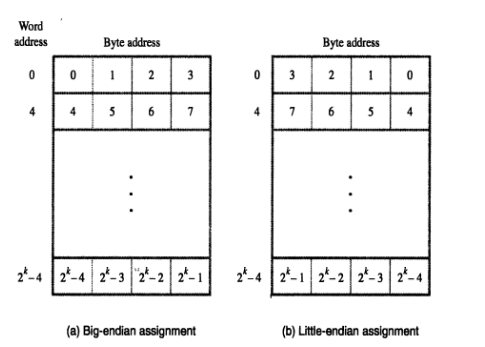 Word
address
Byte address
0 0 1 2 3
4 4 5 6 7
2^k–4 2^k–4 2^k–3 2^k–2 2^k–1
(a) Big-endian assignment
Byte address
0 3 2 1 0
4 7 6 5 4
2^k–4 2^k–1 2^k–2 2^k–3 2^k–4
(b) Little-endian assignment